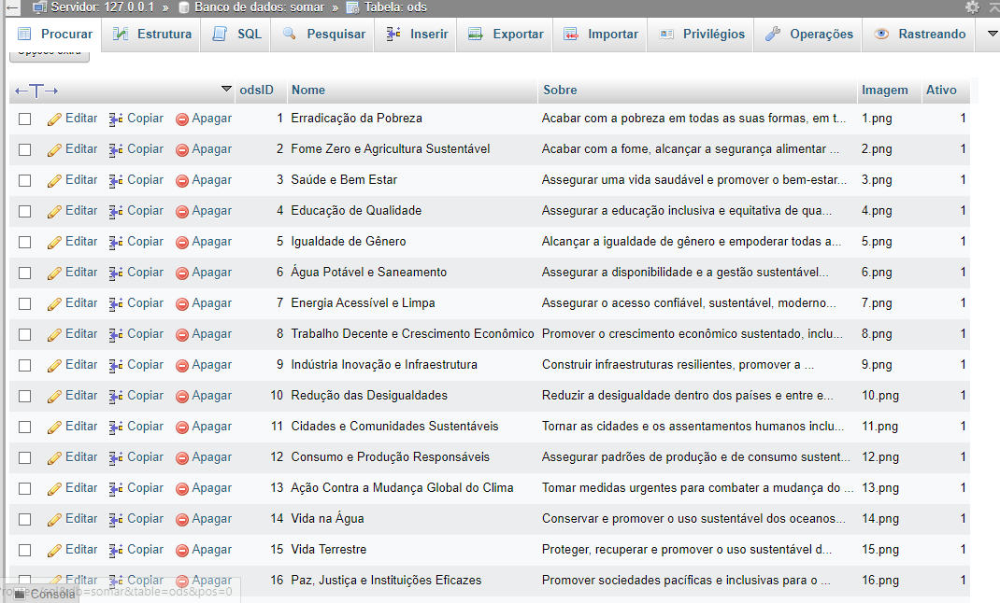 Servidor: 127.0.0.1 » Banco de dados: somar » Tabela: ods
Procurar Estrutura SQL Pesquisar Inserir Exportar Importar Privilégios Operações Rastreando
Opções extra
←T→ odsID Nome Sobre Imagem Ativo
Editar Copiar Apagar 1 Erradicação da Pobreza Acabar com a pobreza em todas as suas formas, em t... 1.png 1
Editar Copiar Apagar 2 Fome Zero e Agricultura Sustentável Acabar com a fome, alcançar a segurança alimentar ... 2.png 1
Editar Copiar Apagar 3 Saúde e Bem Estar Assegurar uma vida saudável e promover o bem-estar... 3.png 1
Editar Copiar Apagar 4 Educação de Qualidade Assegurar a educação inclusiva e equitativa de qua... 4.png 1
Editar Copiar Apagar 5 Igualdade de Gênero Alcançar a igualdade de gênero e empoderar todas a... 5.png 1
Editar Copiar Apagar 6 Água Potável e Saneamento Assegurar a disponibilidade e a gestão sustentável... 6.png 1
Editar Copiar Apagar 7 Energia Acessível e Limpa Assegurar o acesso confiável, sustentável, moderno... 7.png 1
Editar Copiar Apagar 8 Trabalho Decente e Crescimento Econômico Promover o crescimento econômico sustentado, inclu... 8.png 1
Editar Copiar Apagar 9 Indústria Inovação e Infraestrutura Construir infraestruturas resilientes, promover a ... 9.png 1
Editar Copiar Apagar 10 Redução das Desigualdades Reduzir a desigualdade dentro dos países e entre e... 10.png 1
Editar Copiar Apagar 11 Cidades e Comunidades Sustentáveis Tornar as cidades e os assentamentos humanos inclu... 11.png 1
Editar Copiar Apagar 12 Consumo e Produção Responsáveis Assegurar padrões de produção e de consumo sustent... 12.png 1
Editar Copiar Apagar 13 Ação Contra a Mudança Global do Clima Tomar medidas urgentes para combater a mudança do ... 13.png 1
Editar Copiar Apagar 14 Vida na Água Conservar e promover o uso sustentável dos oceanos... 14.png 1
Editar Copiar Apagar 15 Vida Terrestre Proteger, recuperar e promover o uso sustentável d... 15.png 1
Editar Copiar Apagar 16 Paz, Justiça e Instituições Eficazes Promover sociedades pacíficas e inclusivas para o ... 16.png 1
Consola
db=somar&table=ods&pos=0